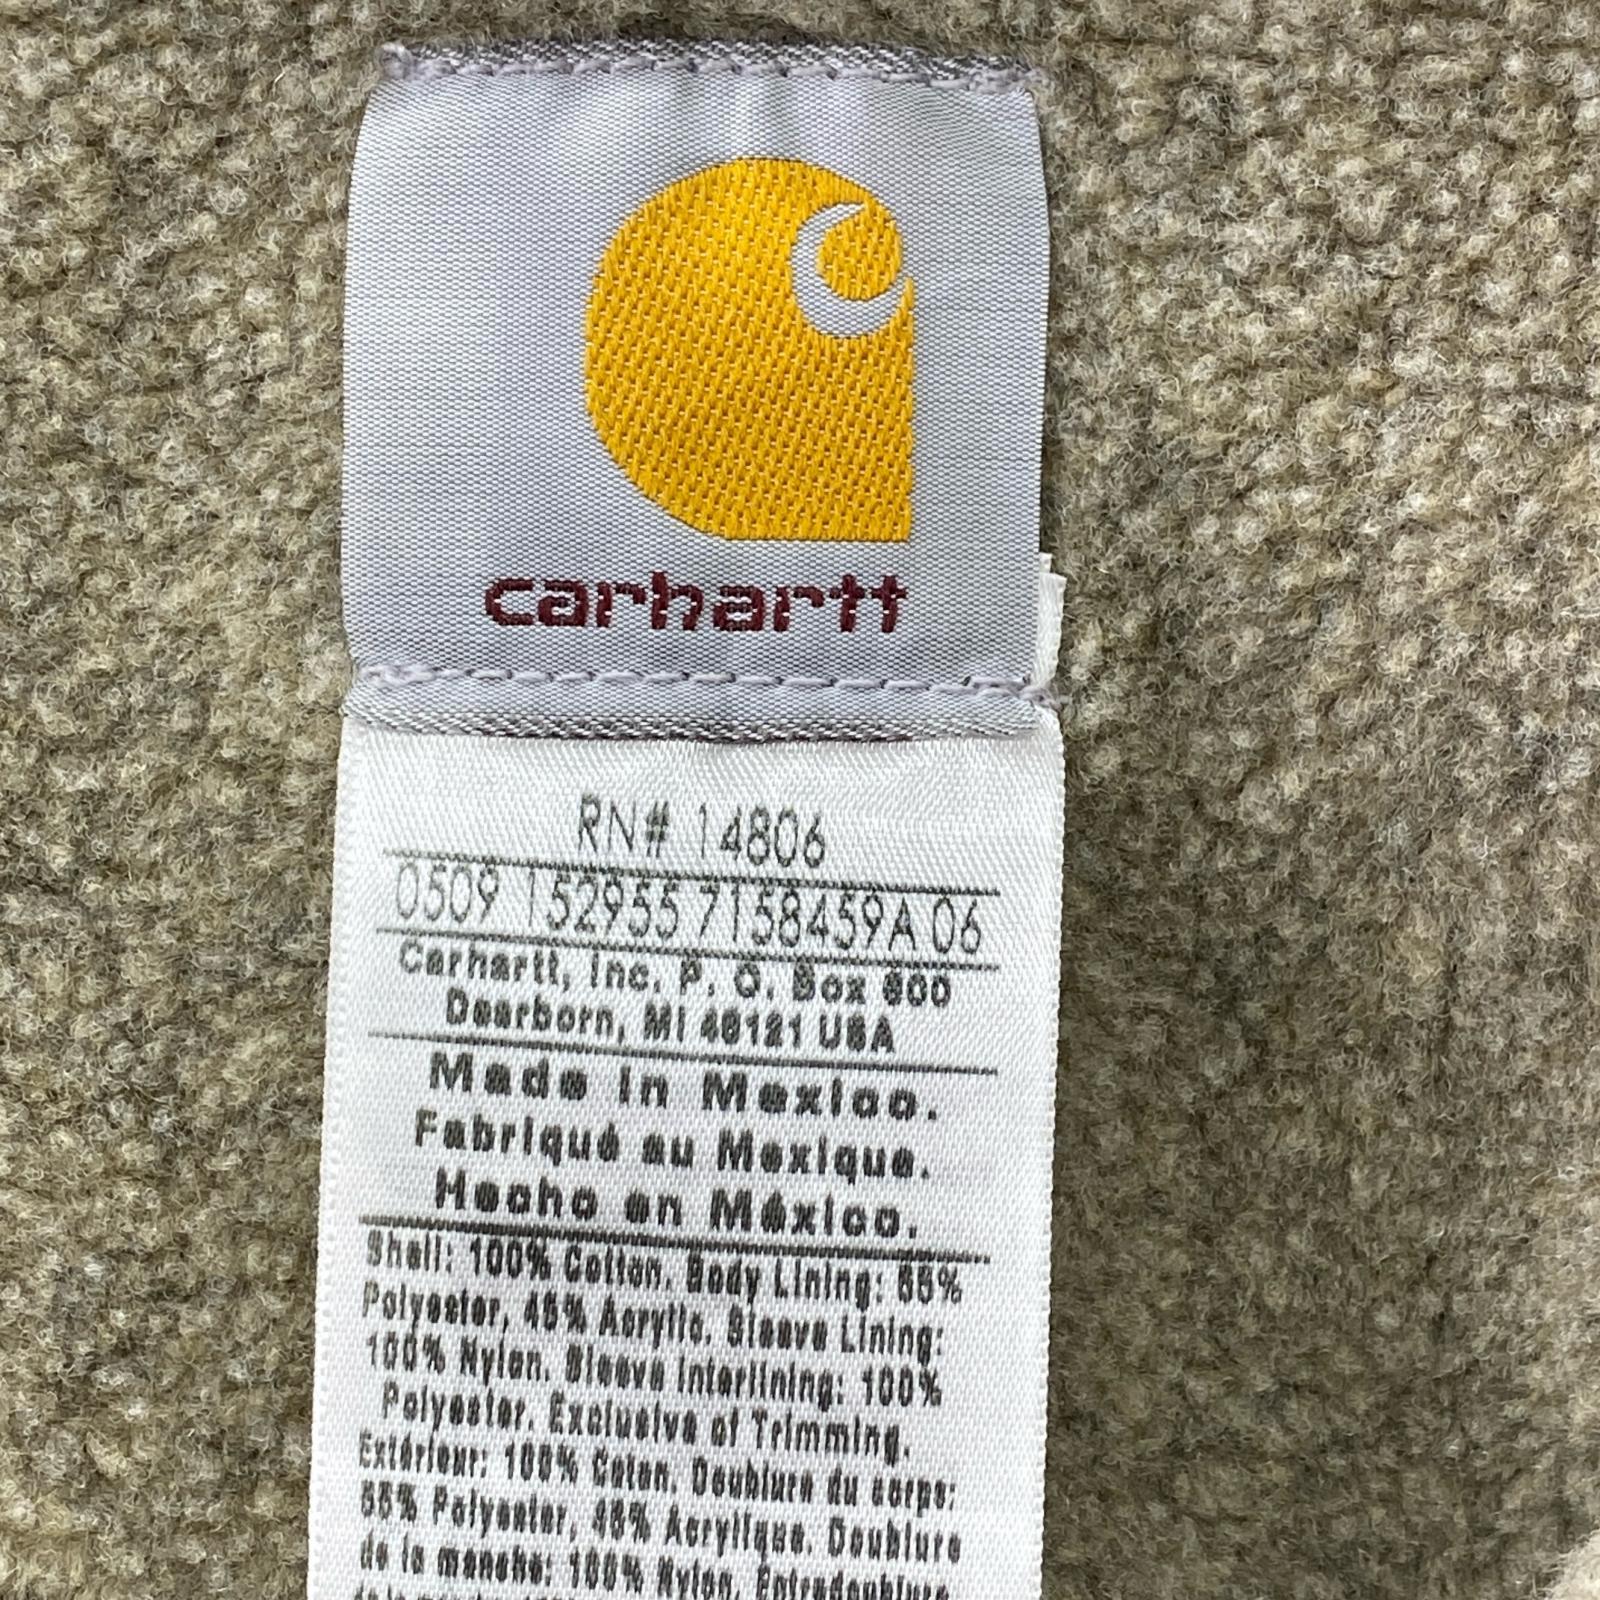 carhartt
RN# 14806
0509 152955 7158459A 06
Carhartt, Inc. P. O. Box 600
Dearborn, MI 48121 USA
Made in Mexico.
Fabriqué au Mexique.
Hecho en México.
Shell: 100% Cotton. Body Lining: 55%
Polyester, 45% Acrylic. Sleeve Lining:
100% Nylon. Sleeve Interlining: 100%
Polyester. Exclusive of Trimming.
Extérieur: 100% Coton. Doublure du corps:
55% Polyester, 45% Acrylique. Doublure
de la manche: 100% Nylon. Entredoublure